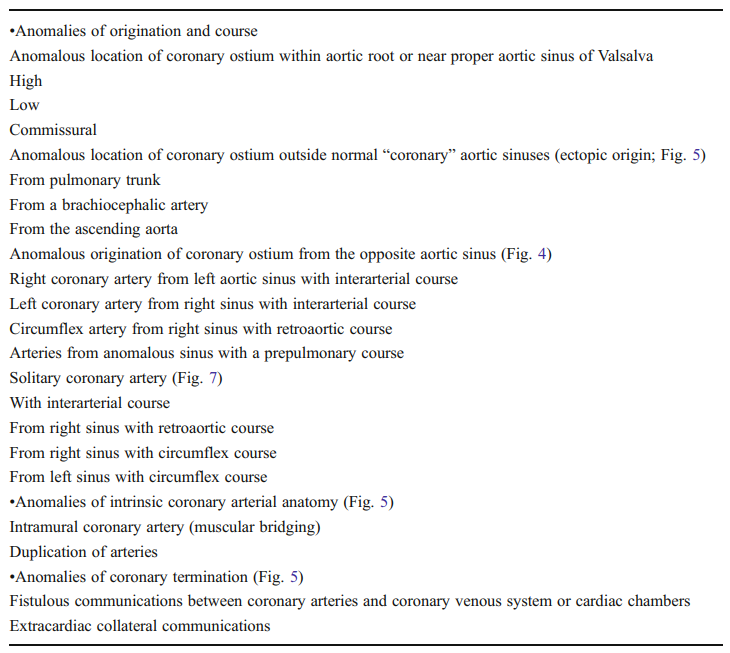 •Anomalies of origination and course
Anomalous location of coronary ostium within aortic root or near proper aortic sinus of Valsalva
High
Low
Commissural
Anomalous location of coronary ostium outside normal “coronary” aortic sinuses (ectopic origin; Fig. 5)
From pulmonary trunk
From a brachiocephalic artery
From the ascending aorta
Anomalous origination of coronary ostium from the opposite aortic sinus (Fig. 4)
Right coronary artery from left aortic sinus with interarterial course
Left coronary artery from right sinus with interarterial course
Circumflex artery from right sinus with retroaortic course
Arteries from anomalous sinus with a prepulmonary course
Solitary coronary artery (Fig. 7)
With interarterial course
From right sinus with retroaortic course
From right sinus with circumflex course
From left sinus with circumflex course
•Anomalies of intrinsic coronary arterial anatomy (Fig. 5)
Intramural coronary artery (muscular bridging)
Duplication of arteries
•Anomalies of coronary termination (Fig. 5)
Fistulous communications between coronary arteries and coronary venous system or cardiac chambers
Extracardiac collateral communications